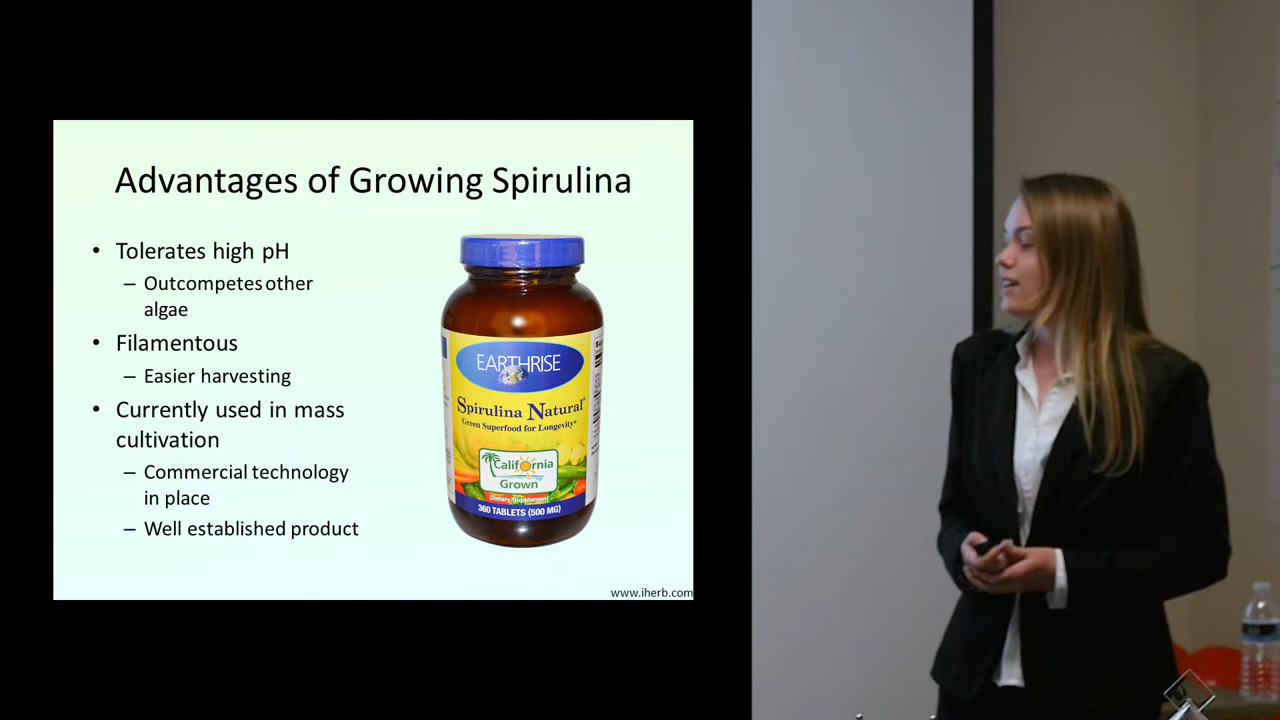 Advantages of Growing Spirulina
• Tolerates high pH
– Outcompetes other
algae
• Filamentous
– Easier harvesting
• Currently used in mass
cultivation
– Commercial technology
in place
– Well established product
EARTHRISE
Spirulina Natural®
Green Superfood for Longevity®
California
Grown
Dietary Supplement
360 TABLETS (500 MG)
www.iherb.com